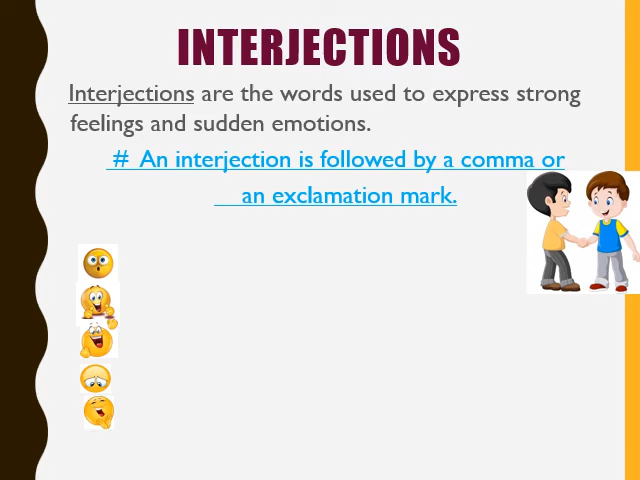 INTERJECTIONS
Interjections are the words used to express strong
feelings and sudden emotions.
# An interjection is followed by a comma or
an exclamation mark.